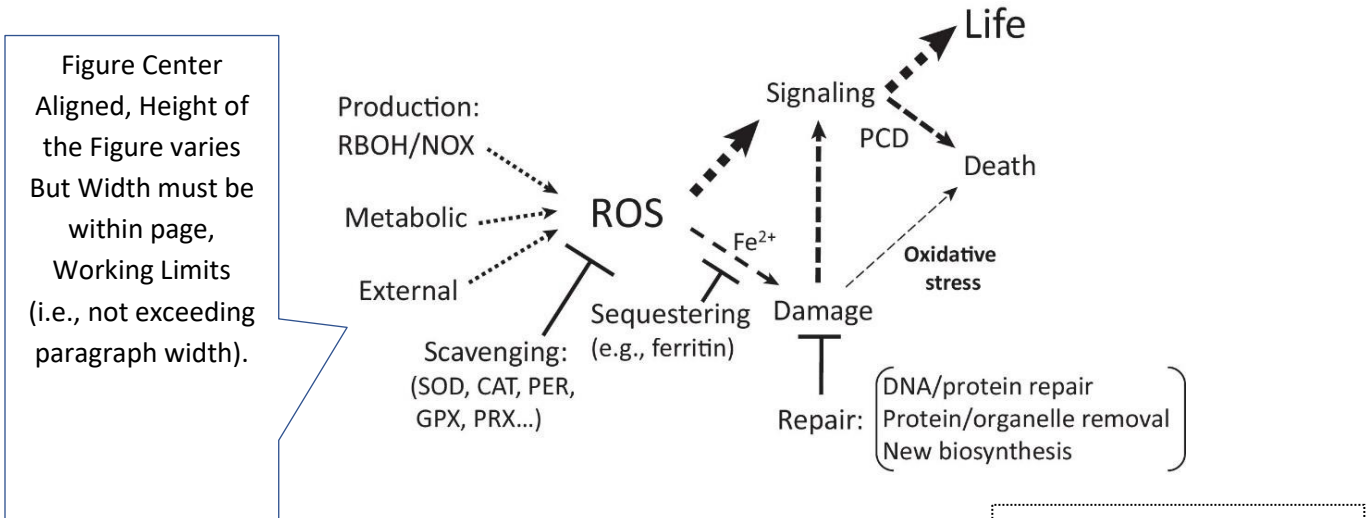 Figure Center
Aligned, Height of
the Figure varies
But Width must be
within page,
Working Limits
(i.e., not exceeding
paragraph width).
Life
Signaling
PCD
Death
Production:
RBOH/NOX
Metabolic
External
ROS
Fe²⁺
Oxidative
stress
Damage
Sequestering
(e.g., ferritin)
Scavenging:
(SOD, CAT, PER,
GPX, PRX...)
Repair:
DNA/protein repair
Protein/organelle removal
New biosynthesis